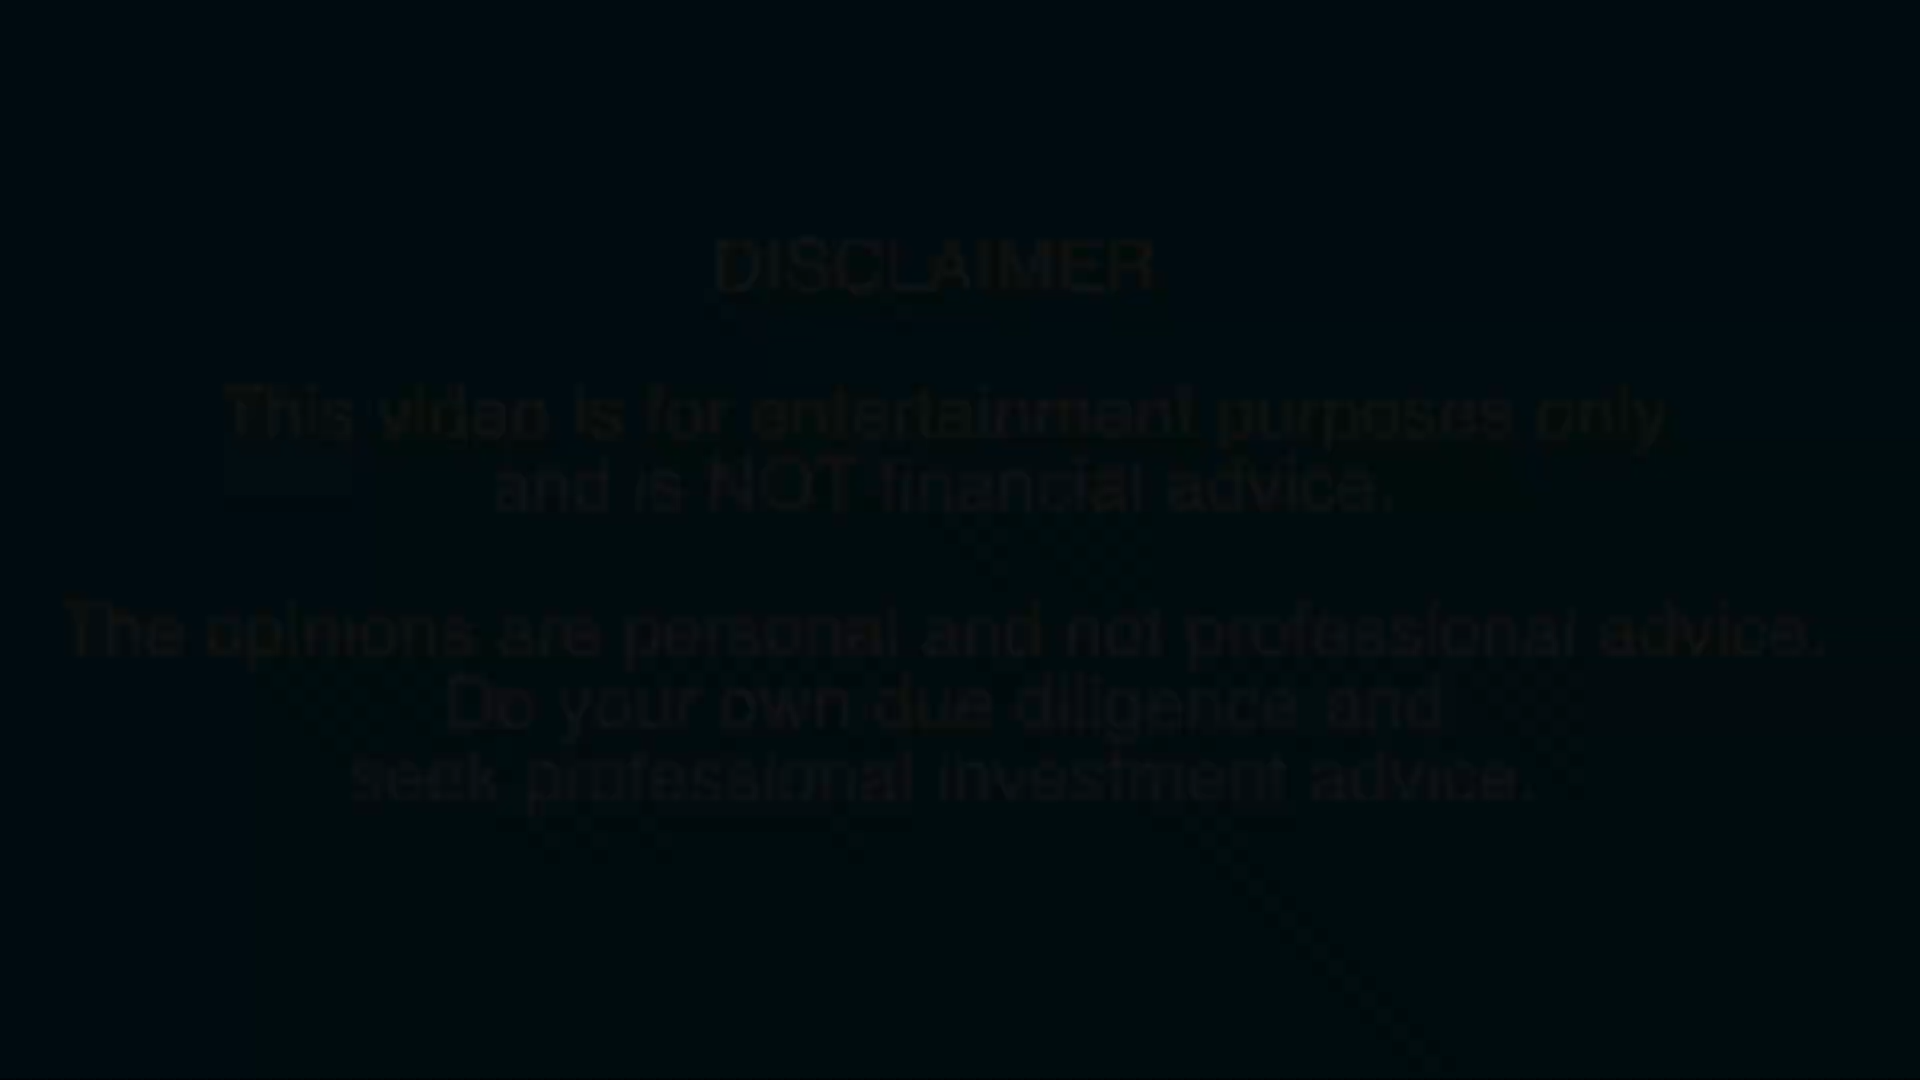 DISCLAIMER
This video is for entertainment purposes only
and is NOT financial advice.
The opinions are personal and not professional advice.
Do your own due diligence and
seek professional investment advice.